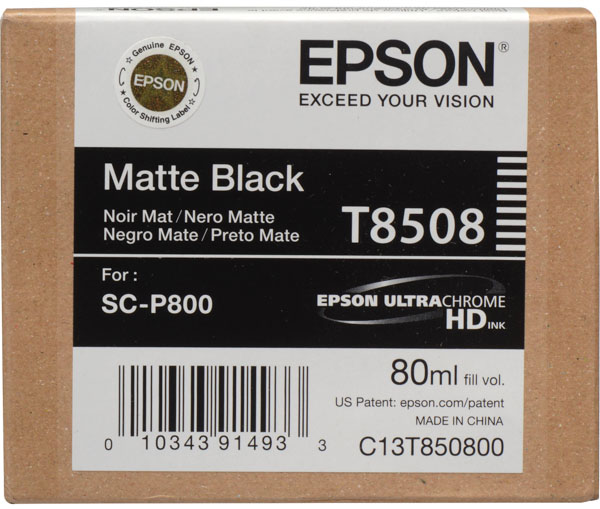 Genuine EPSON
EPSON
Color Shifting Label
EPSON®
EXCEED YOUR VISION
Matte Black
Noir Mat/Nero Matte
Negro Mate/Preto Mate
T8508
For :
SC-P800
EPSON ULTRACHROME
HD INK
80ml fill vol.
US Patent: epson.com/patent
MADE IN CHINA
0 10343 91493 3
C13T850800